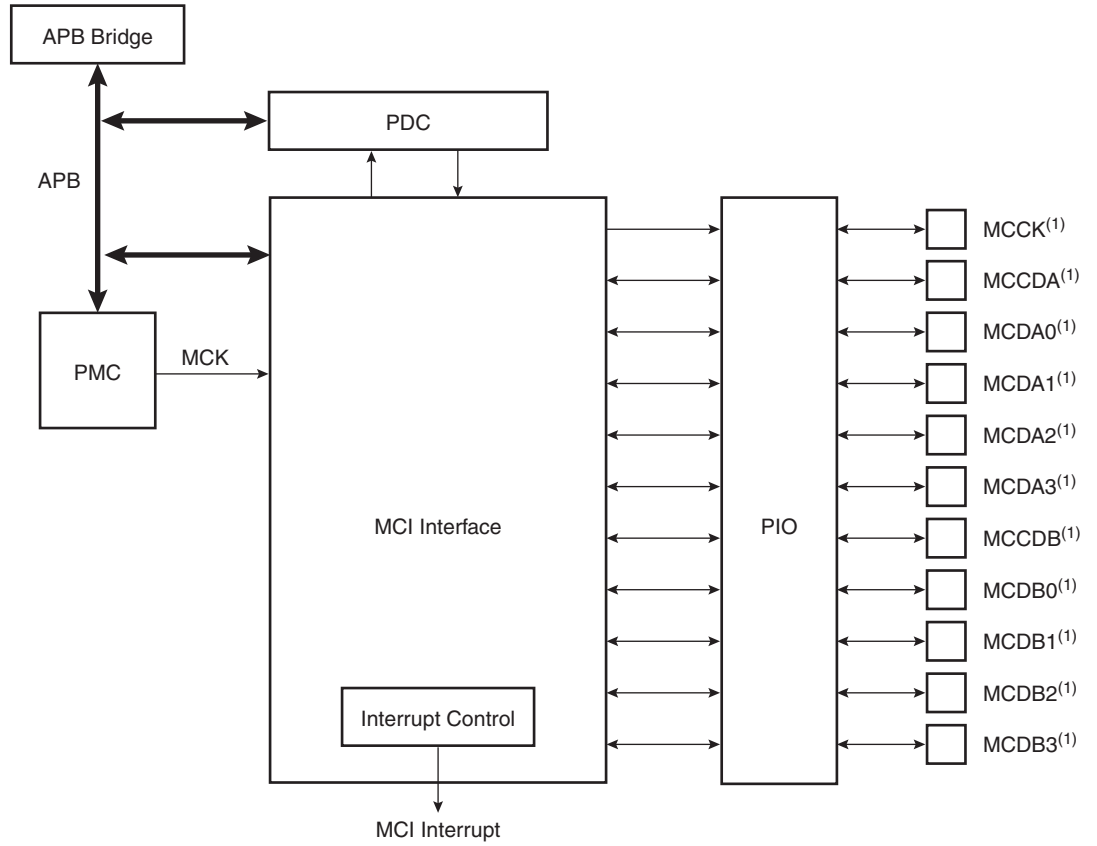 APB Bridge
PDC
APB
MCCK(1)
MCCDA(1)
MCDA0(1)
PMC
MCK
MCDA1(1)
MCDA2(1)
MCDA3(1)
MCI Interface
PIO
MCCDB(1)
MCDB0(1)
MCDB1(1)
MCDB2(1)
Interrupt Control
MCDB3(1)
MCI Interrupt